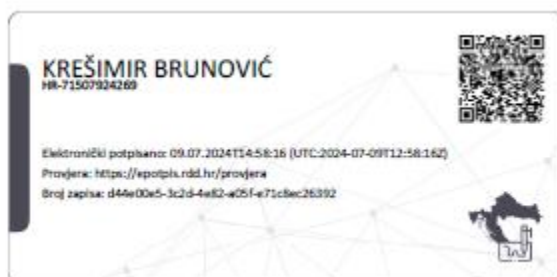 KREŠIMIR BRUNOVIĆ
HR-71507924269
Elektronički potpisano: 09.07.2024T14:58:16 (UTC:2024-07-09T12:58:16Z)
Provjera: https://epotpis.rdd.hr/provjera
Broj zapisa: d44e00e5-3c2d-4e82-a05f-e71c8ec26392